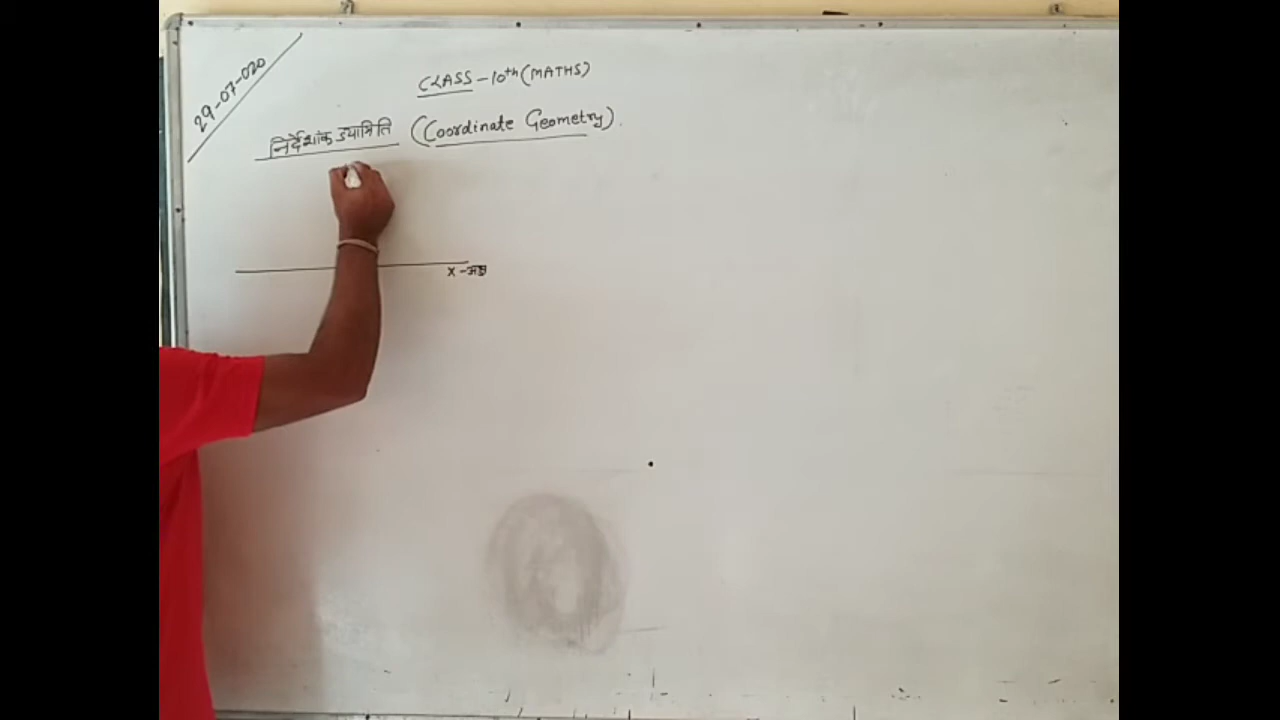 29-07-020
CLASS - 10th (MATHS)
निर्देशांक ज्यामिति (Coordinate Geometry).
x - अक्ष